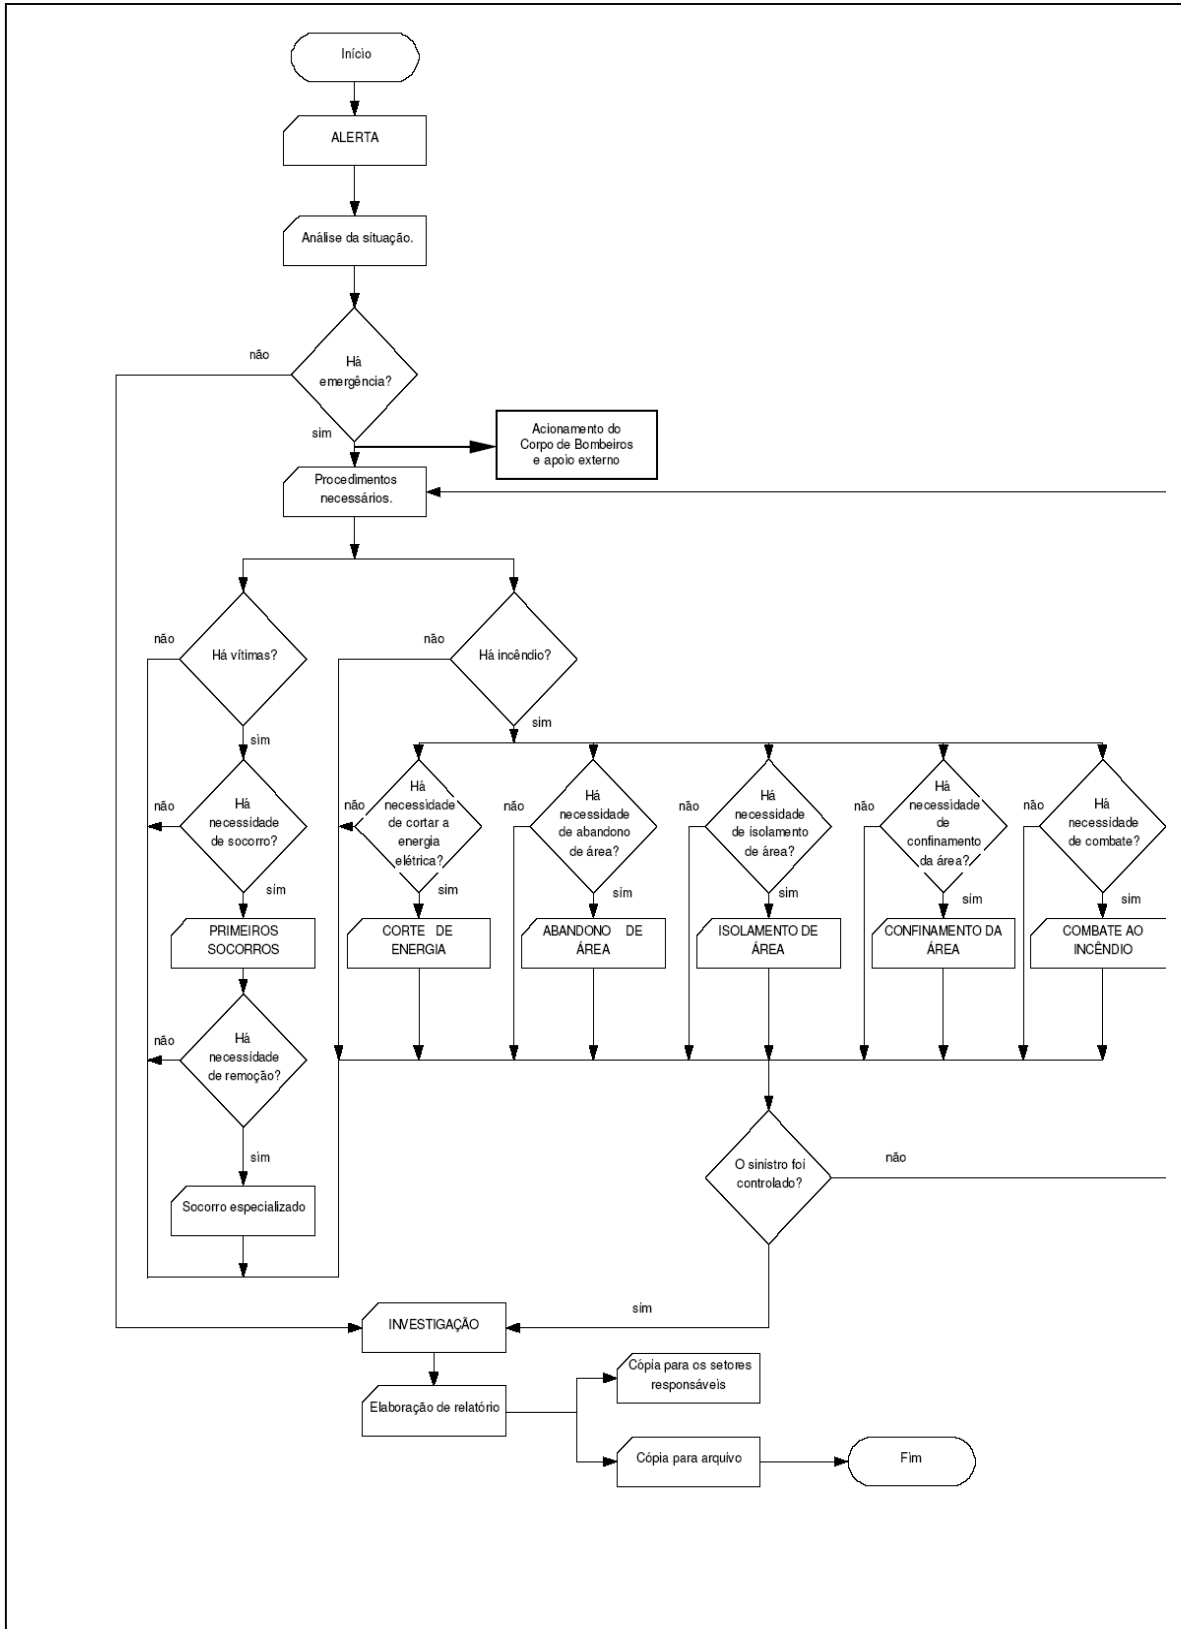 Início
ALERTA
Análise da situação.
não
Há
emergência?
sim
Acionamento do
Corpo de Bombeiros
e apoio externo
Procedimentos
necessários.
não
Há vítimas?
sim
não
Há incêndio?
sim
não
Há
necessidade
de socorro?
sim
não
Há
necessidade
de cortar a
energia
elétrica?
sim
não
Há
necessidade
de abandono
de área?
sim
não
Há
necessidade
de isolamento
de área?
sim
não
Há
necessidade
de
confinamento
da área?
sim
não
Há
necessidade
de combate?
sim
PRIMEIROS
SOCORROS
CORTE DE
ENERGIA
ABANDONO DE
ÁREA
ISOLAMENTO DE
ÁREA
CONFINAMENTO DA
ÁREA
COMBATE AO
INCÊNDIO
não
Há
necessidade
de remoção?
sim
Socorro especializado
O sinistro foi
controlado?
não
sim
INVESTIGAÇÃO
Elaboração de relatório
Cópia para os setores
responsáveis
Cópia para arquivo
Fim